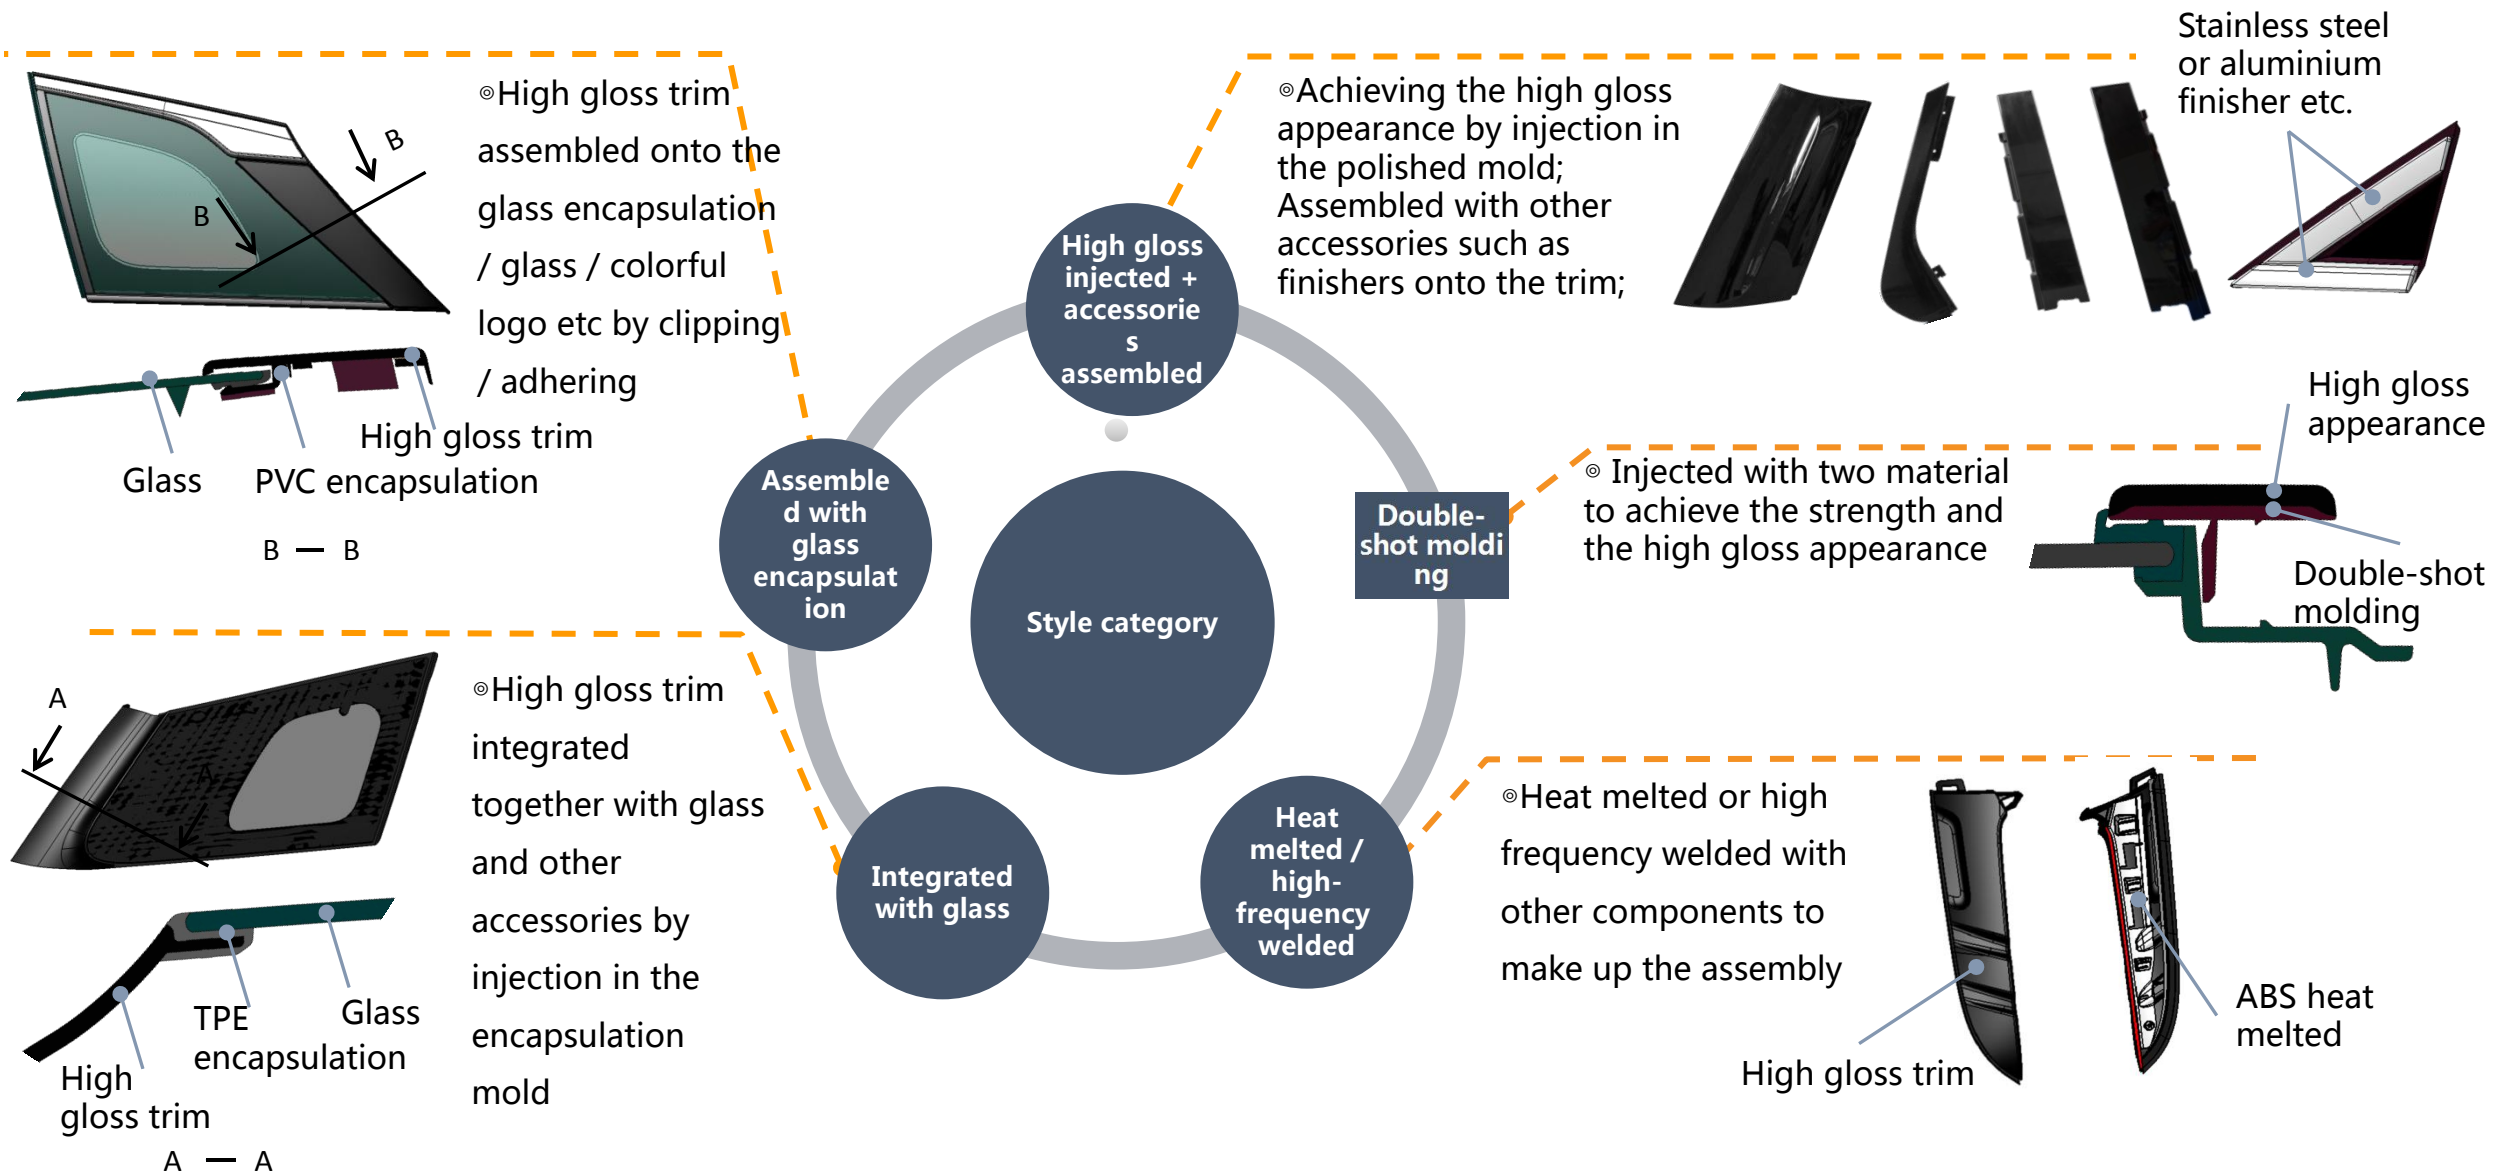 ◎High gloss trim
assembled onto the
glass encapsulation
/ glass / colorful
logo etc by clipping
/ adhering
B
B
High gloss trim
Glass
PVC encapsulation
B — B
◎Achieving the high gloss
appearance by injection in
the polished mold;
Assembled with other
accessories such as
finishers onto the trim;
Stainless steel
or aluminium
finisher etc.
High gloss
injected +
accessorie
s
assembled
Assemble
d with
glass
encapsulat
ion
Double-
shot moldi
ng
◎ Injected with two material
to achieve the strength and
the high gloss appearance
High gloss
appearance
Double-shot
molding
Style category
◎High gloss trim
integrated
together with glass
and other
accessories by
injection in the
encapsulation
mold
A
A
TPE
encapsulation
Glass
High
gloss trim
A — A
Integrated
with glass
Heat
melted /
high-
frequency
welded
◎Heat melted or high
frequency welded with
other components to
make up the assembly
High gloss trim
ABS heat
melted